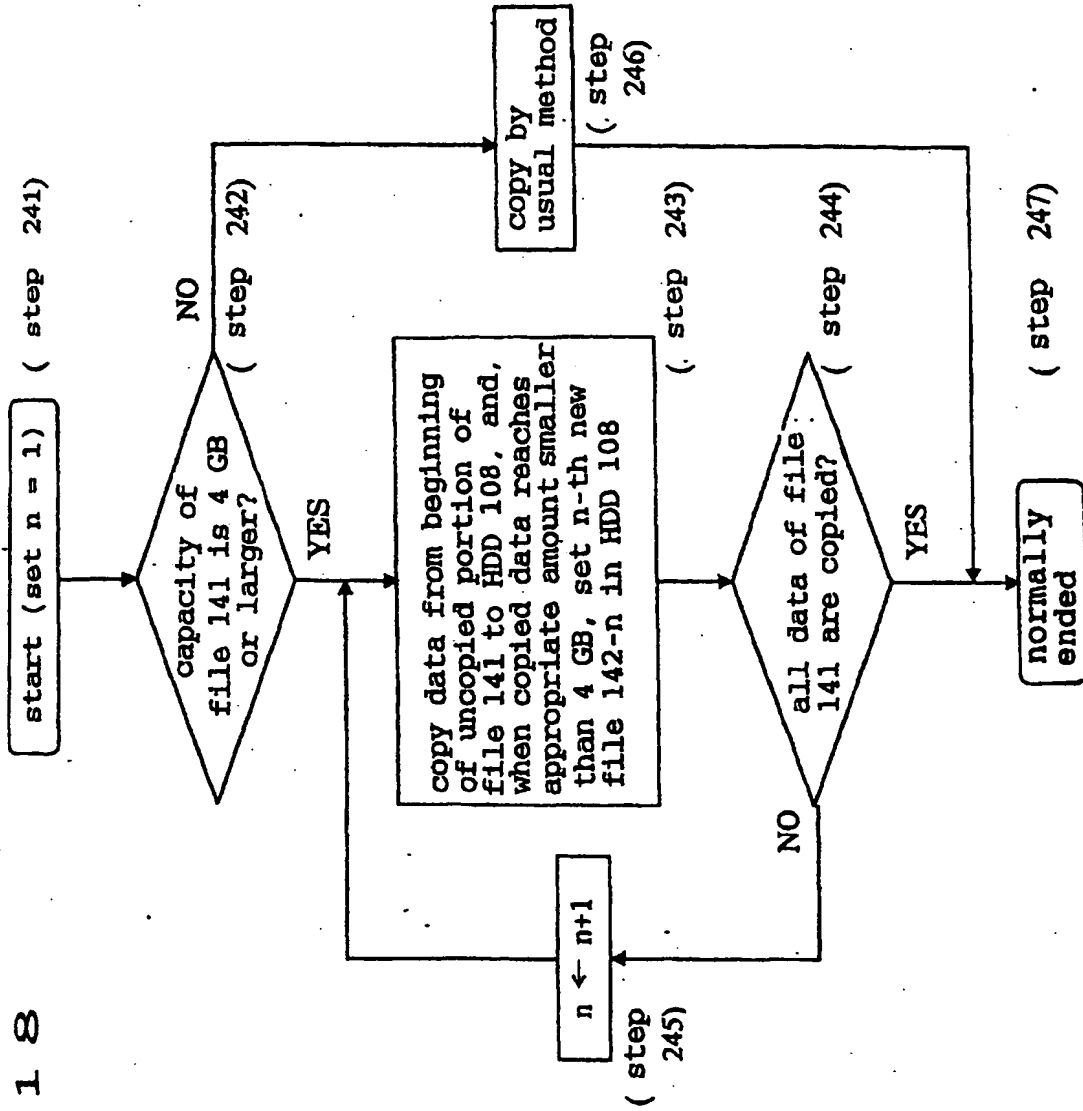 1 8
start (set n = 1)
( step 241)
capacity of
file 141 is 4 GB
or larger?
( step 242)
NO
YES
copy by
usual method
( step
246)
copy data from beginning
of uncopied portion of
file 141 to HDD 108, and,
when copied data reaches
appropriate amount smaller
than 4 GB, set n-th new
file 142-n in HDD 108
( step 243)
n ← n+1
( step
245)
all data of file
141 are copied?
( step 244)
NO
YES
normally
ended
( step 247)